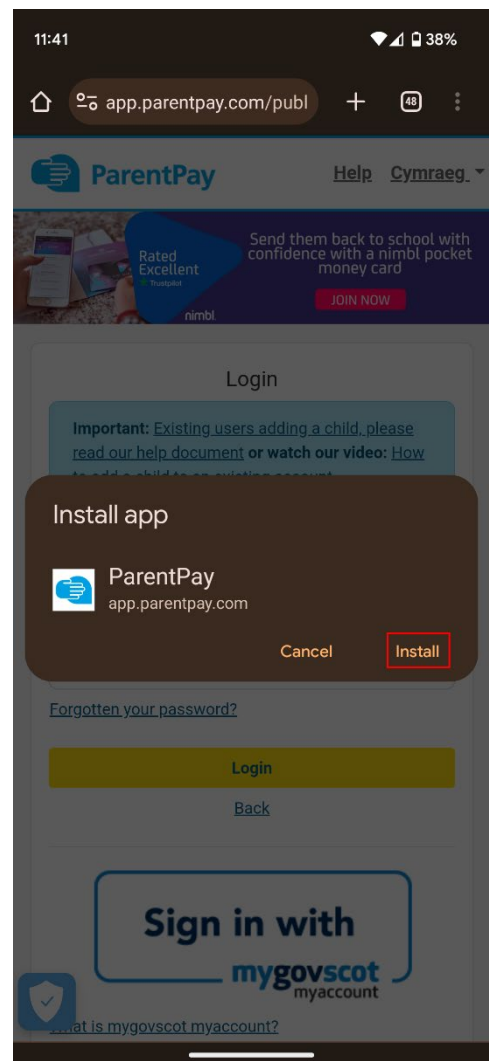 11:41 38%
app.parentpay.com/publ 48
ParentPay Help Cymraeg
Rated
Excellent
Trustpilot
nimbl.
Send them back to school with
confidence with a nimbl pocket
money card
JOIN NOW
Login
Important: Existing users adding a child, please
read our help document or watch our video: How
to add a child to an existing account
Install app
ParentPay
app.parentpay.com
Cancel Install
Forgotten your password?
Login
Back
Sign in with
mygovscot
myaccount
What is mygovscot myaccount?